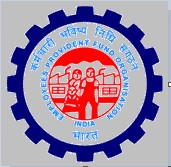 कर्मचारी भविष्य निधि संगठन
EMPLOYEES' PROVIDENT FUND ORGANISATION
INDIA
भारत